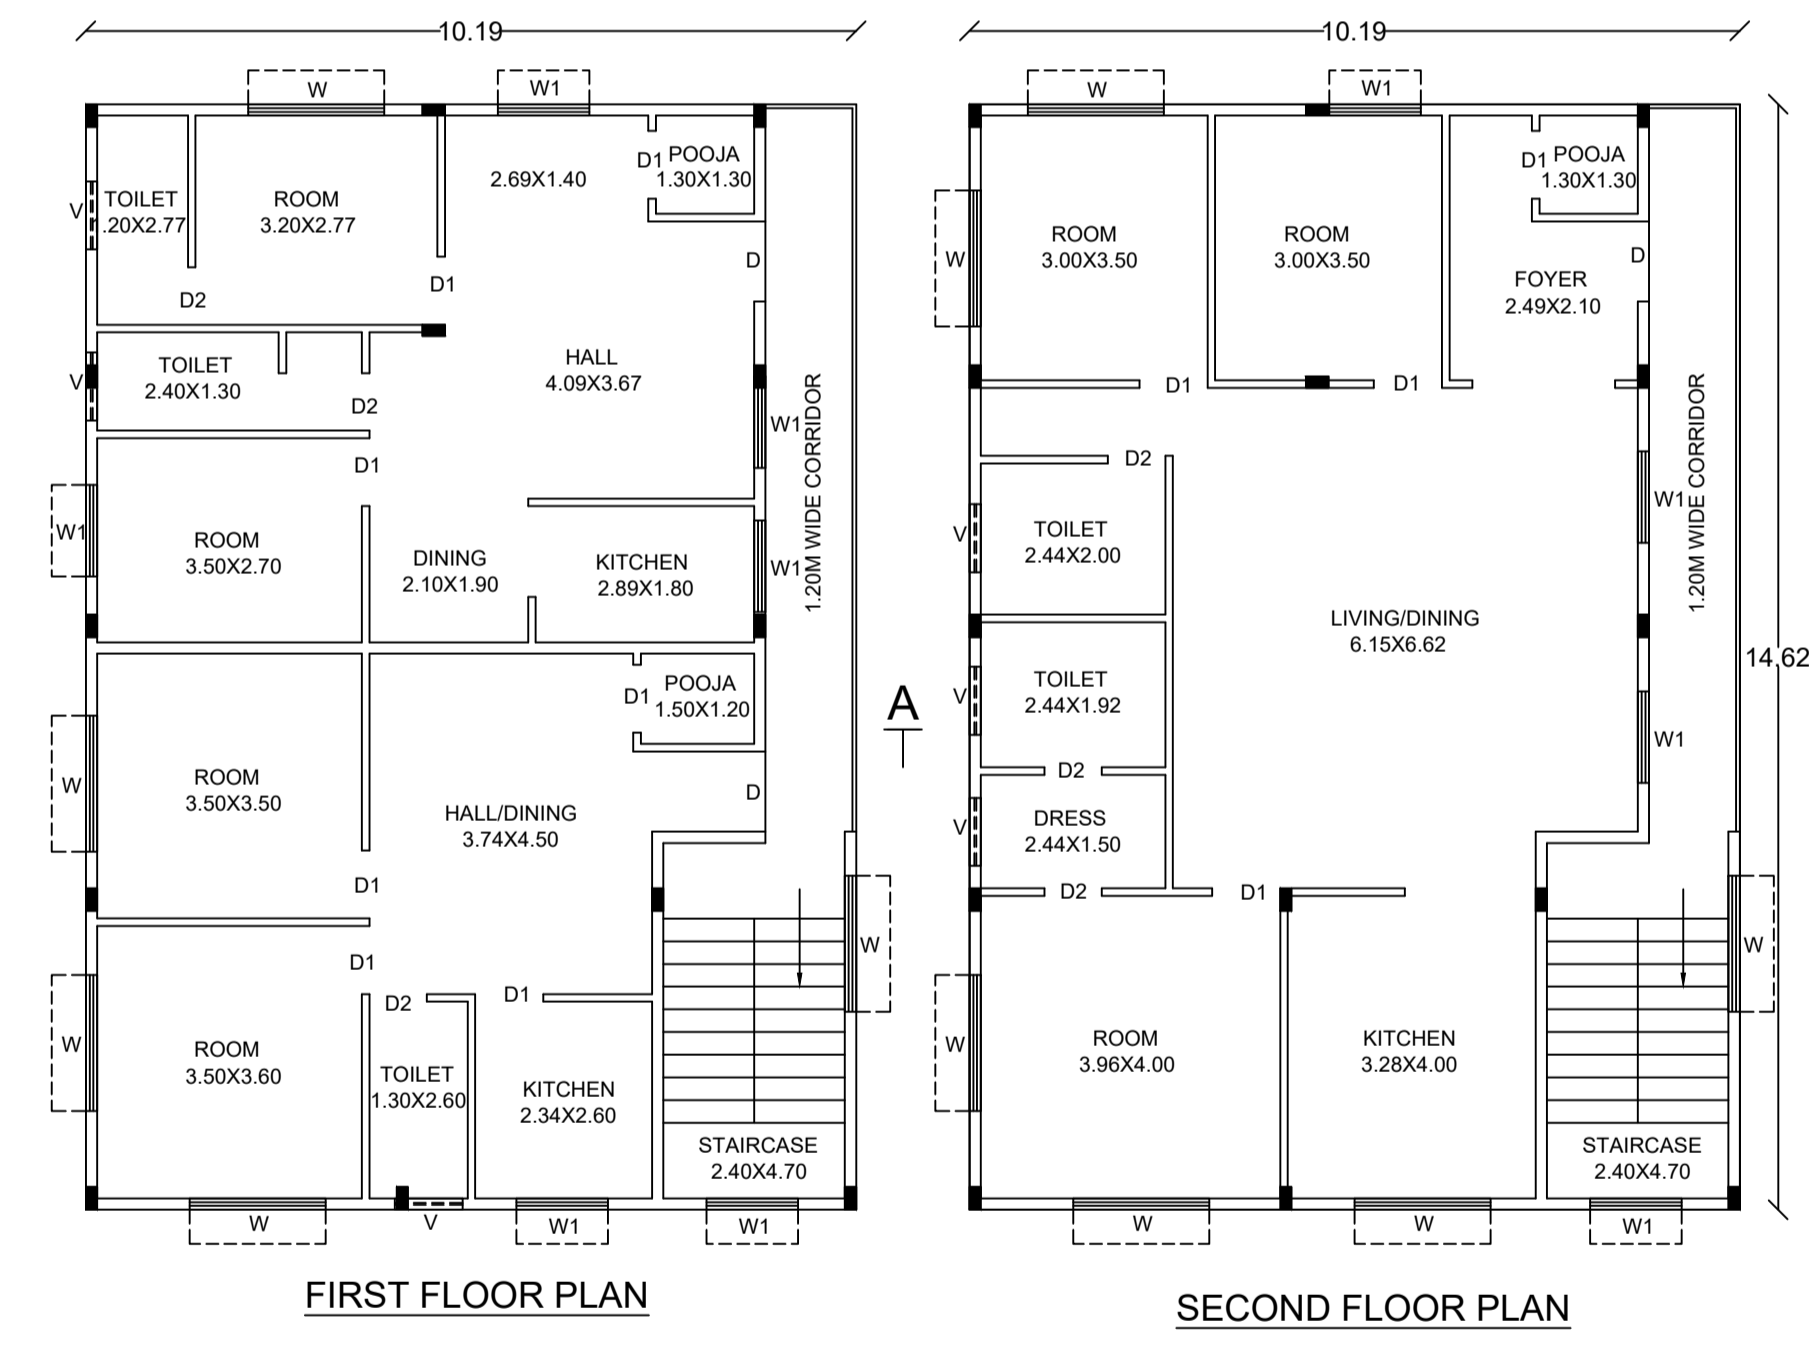 10.19
W
W1
TOILET
.20X2.77
ROOM
3.20X2.77
2.69X1.40
D1
POOJA
1.30X1.30
V
D2
D1
D
TOILET
2.40X1.30
V
D2
HALL
4.09X3.67
W1
1.20M WIDE CORRIDOR
D1
W1
ROOM
3.50X2.70
DINING
2.10X1.90
KITCHEN
2.89X1.80
W1
D1
POOJA
1.50X1.20
W
ROOM
3.50X3.50
HALL/DINING
3.74X4.50
D
D1
W
D1
D2
D1
W
ROOM
3.50X3.60
TOILET
1.30X2.60
KITCHEN
2.34X2.60
STAIRCASE
2.40X4.70
W
V
W1
W1
FIRST FLOOR PLAN
A
10.19
W
W1
ROOM
3.00X3.50
ROOM
3.00X3.50
D1
POOJA
1.30X1.30
W
D
FOYER
2.49X2.10
D1
D1
1.20M WIDE CORRIDOR
D2
W1
V
TOILET
2.44X2.00
LIVING/DINING
6.15X6.62
14.62
V
TOILET
2.44X1.92
W1
D2
V
DRESS
2.44X1.50
D2
D1
W
W
ROOM
3.96X4.00
KITCHEN
3.28X4.00
STAIRCASE
2.40X4.70
W
W
W1
SECOND FLOOR PLAN